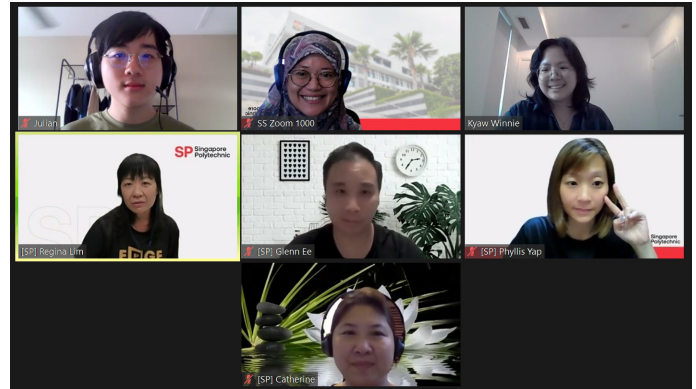 Julian
SS Zoom 1000
Kyaw Winnie
SP Singapore
Polytechnic
[SP] Regina Lim
[SP] Glenn Ee
Singapore
Polytechnic
[SP] Phyllis Yap
[SP] Catherine